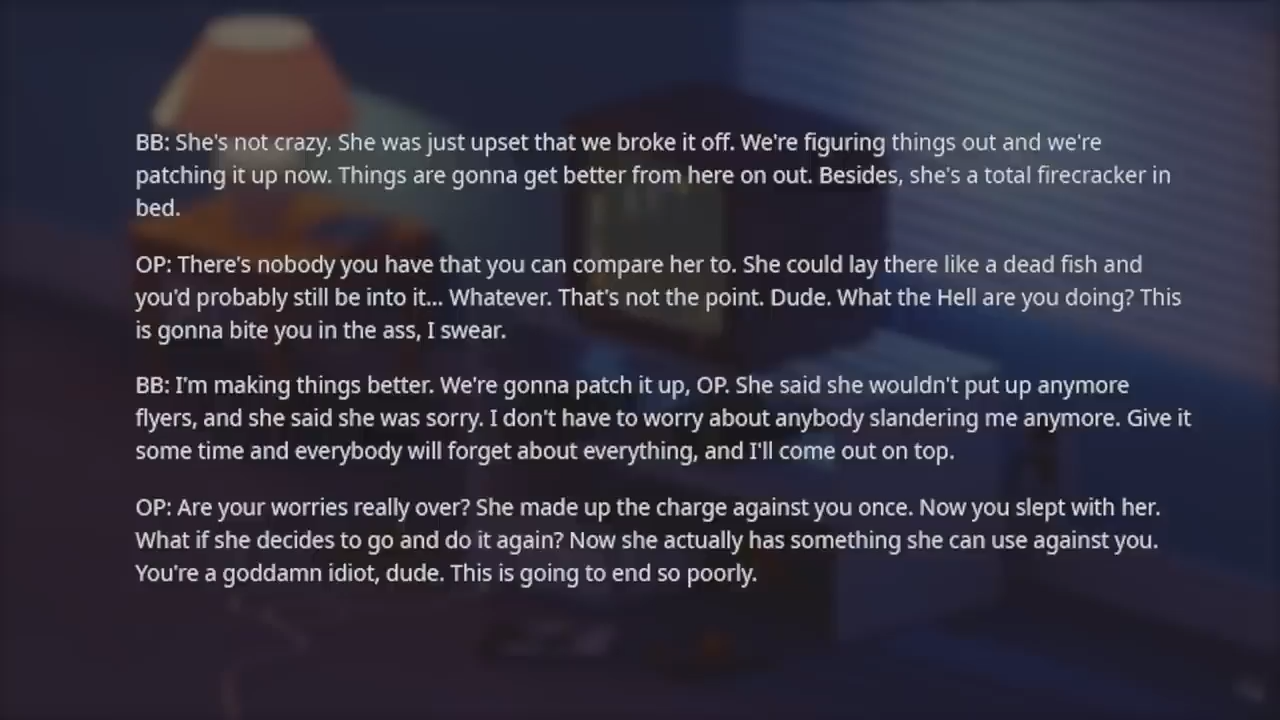 BB: She's not crazy. She was just upset that we broke it off. We're figuring things out and we're
patching it up now. Things are gonna get better from here on out. Besides, she's a total firecracker in
bed.
OP: There's nobody you have that you can compare her to. She could lay there like a dead fish and
you'd probably still be into it... Whatever. That's not the point. Dude. What the Hell are you doing? This
is gonna bite you in the ass, I swear.
BB: I'm making things better. We're gonna patch it up, OP. She said she wouldn't put up anymore
flyers, and she said she was sorry. I don't have to worry about anybody slandering me anymore. Give it
some time and everybody will forget about everything, and I'll come out on top.
OP: Are your worries really over? She made up the charge against you once. Now you slept with her.
What if she decides to go and do it again? Now she actually has something she can use against you.
You're a goddamn idiot, dude. This is going to end so poorly.